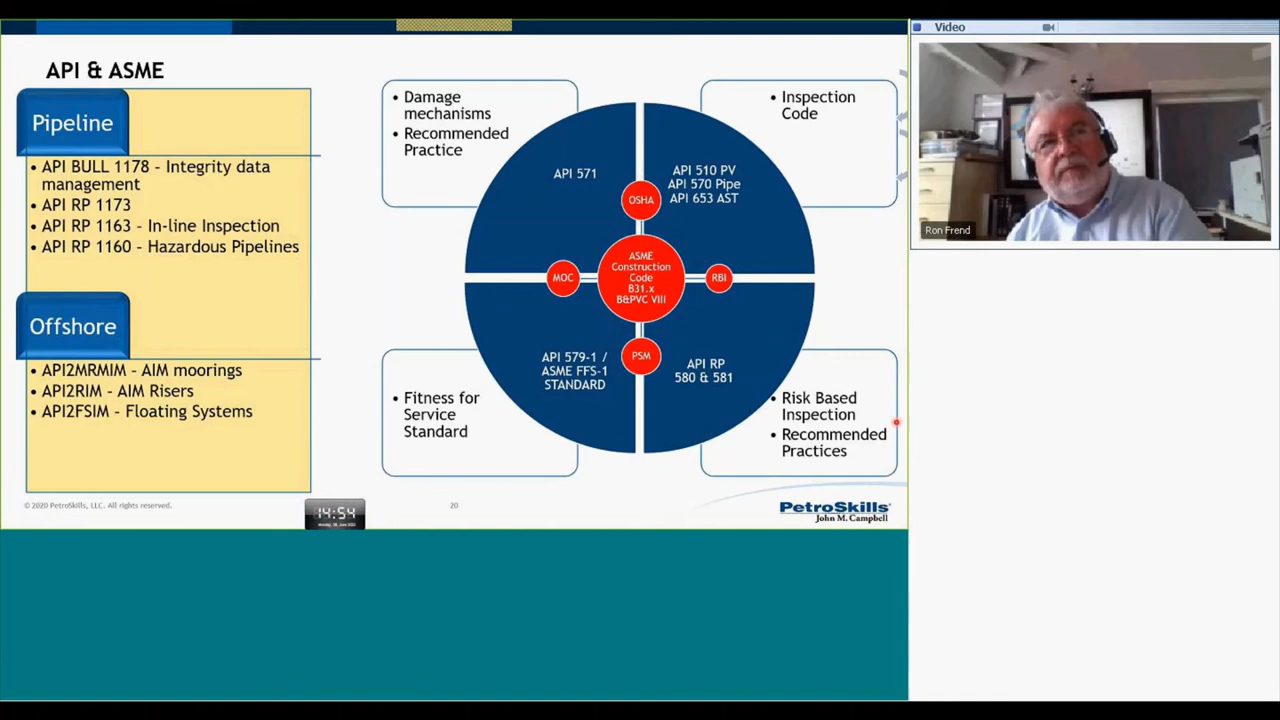 API & ASME
Pipeline
• API BULL 1178 – Integrity data
management
• API RP 1173
• API RP 1163 – In-line Inspection
• API RP 1160 – Hazardous Pipelines
Offshore
• API2MRMIM – AIM moorings
• API2RIM – AIM Risers
• API2FSIM – Floating Systems
• Damage
mechanisms
• Recommended
Practice
• Inspection
Code
API 571
API 510 PV
API 570 Pipe
API 653 AST
OSHA
ASME
Construction
Code
B31.x
B&PVC VIII
MOC
RBI
PSM
API 579-1 /
ASME FFS-1
STANDARD
API RP
580 & 581
• Fitness for
Service
Standard
• Risk Based
Inspection
• Recommended
Practices
© 2020 PetroSkills, LLC. All rights reserved.
14:54
20
PetroSkills
John M. Campbell
Video
Ron Frend